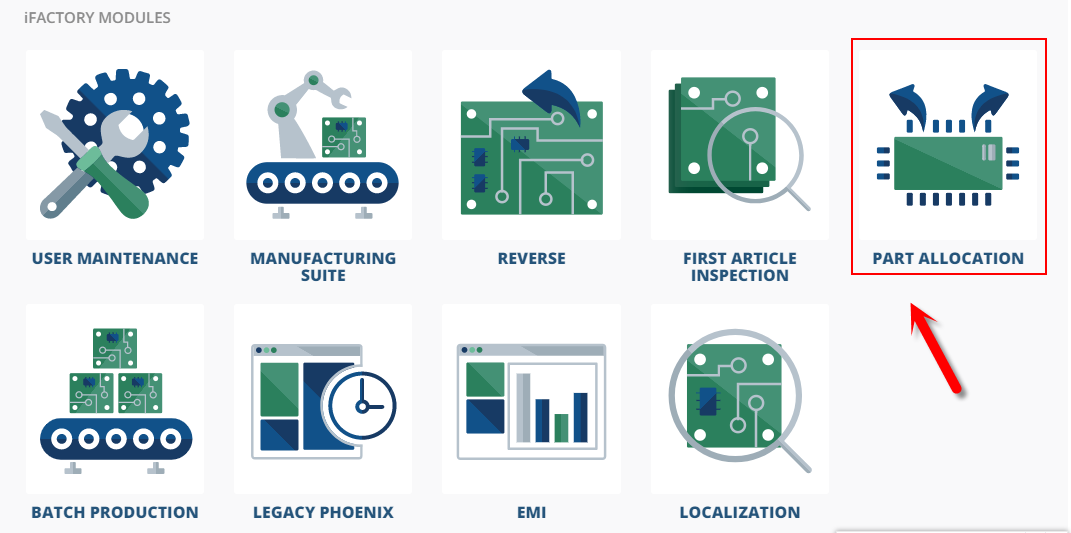 iFACTORY MODULES
USER MAINTENANCE
MANUFACTURING
SUITE
REVERSE
FIRST ARTICLE
INSPECTION
PART ALLOCATION
BATCH PRODUCTION
LEGACY PHOENIX
EMI
LOCALIZATION